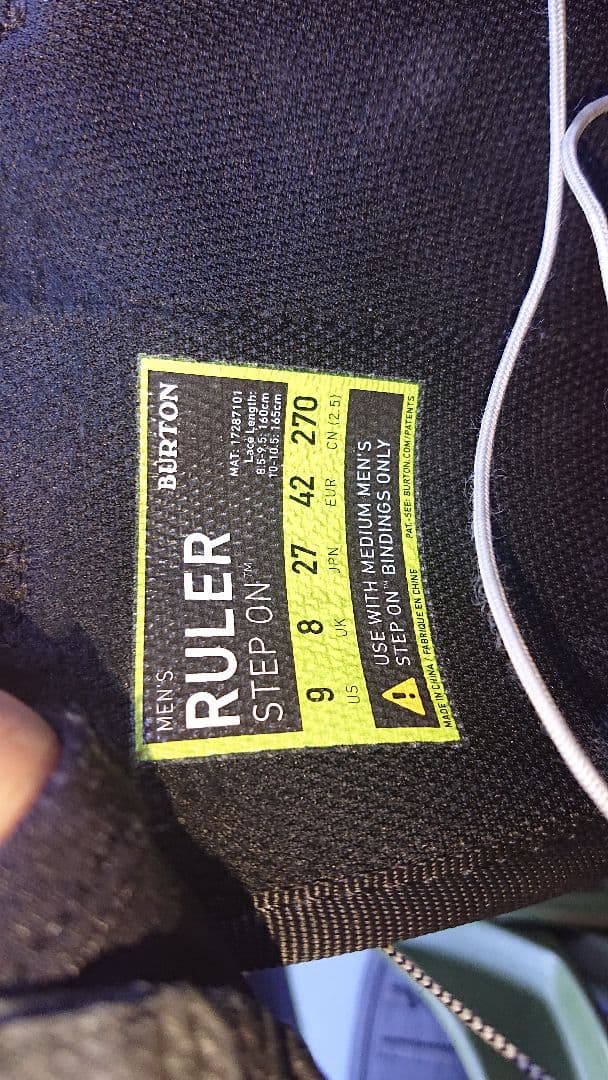 BURTON
MEN'S
RULER
STEP ON™
MAT: 17287101
Lace Length:
8.5-9.5: 160cm
10-10.5: 165cm
9 8 27 42 270
US UK JPN EUR CN (2.5)
USE WITH MEDIUM MEN'S
STEP ON™ BINDINGS ONLY
MADE IN CHINA / FABRIQUE EN CHINE PAT.-SEE: BURTON.COM/PATENTS